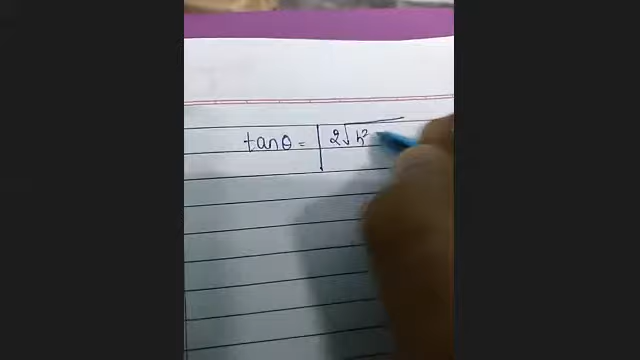 tanθ = |2√h²